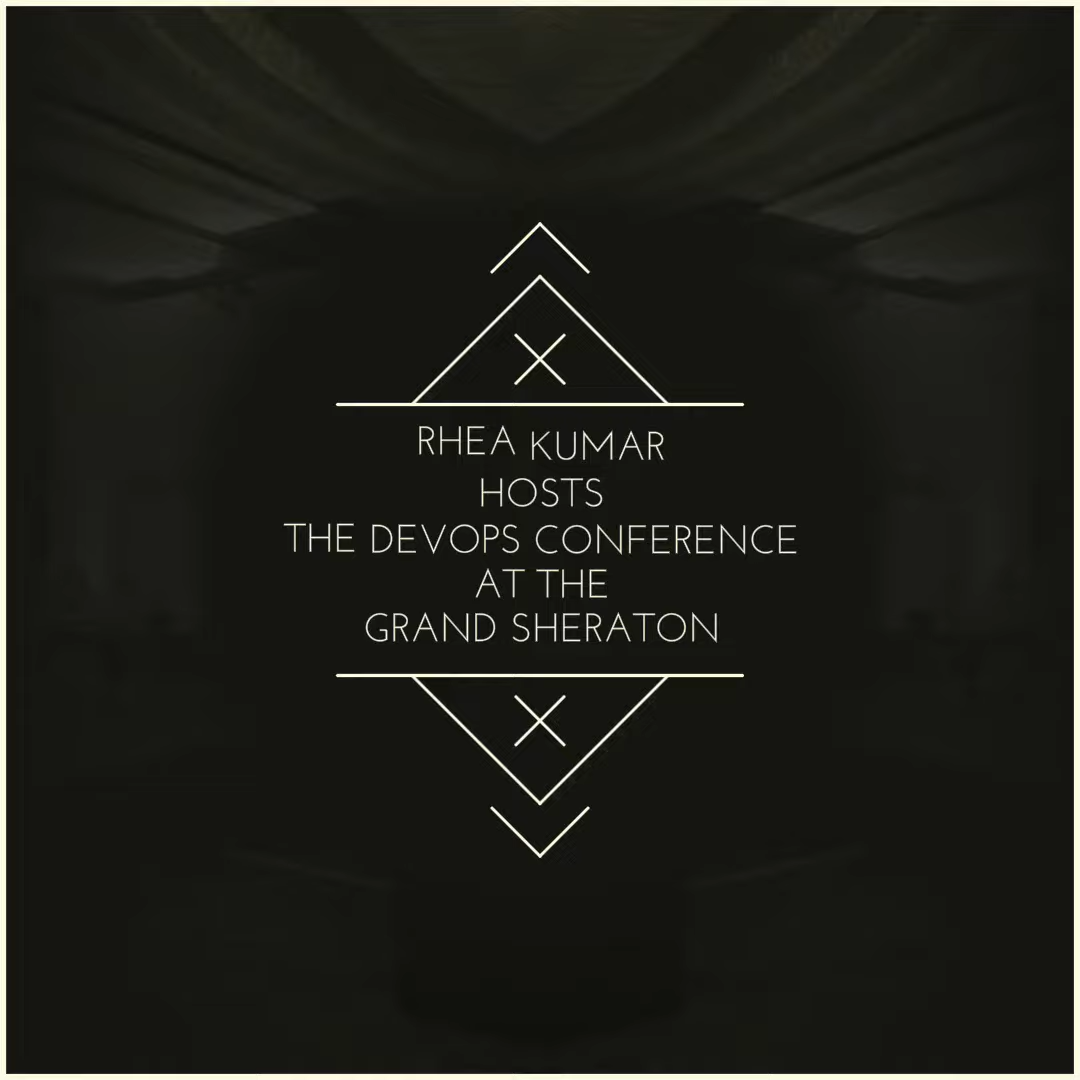 RHEA KUMAR
HOSTS
THE DEVOPS CONFERENCE
AT THE
GRAND SHERATON